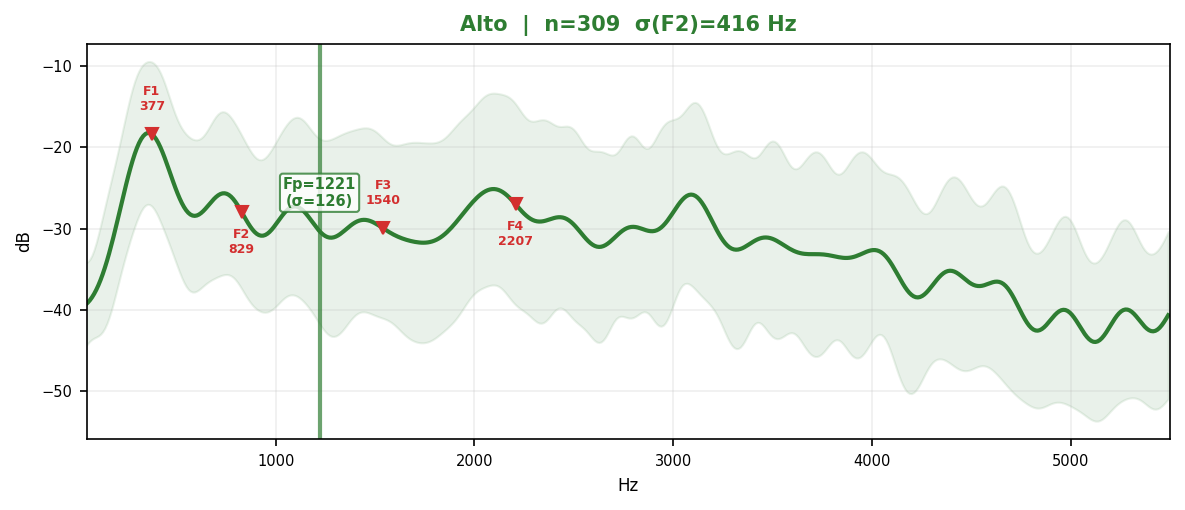 Alto | n=309 σ(F2)=416 Hz
−10
−20
−30
−40
−50
dB
F1
377
F2
829
Fp=1221
(σ=126)
F3
1540
F4
2207
1000
2000
3000
4000
5000
Hz